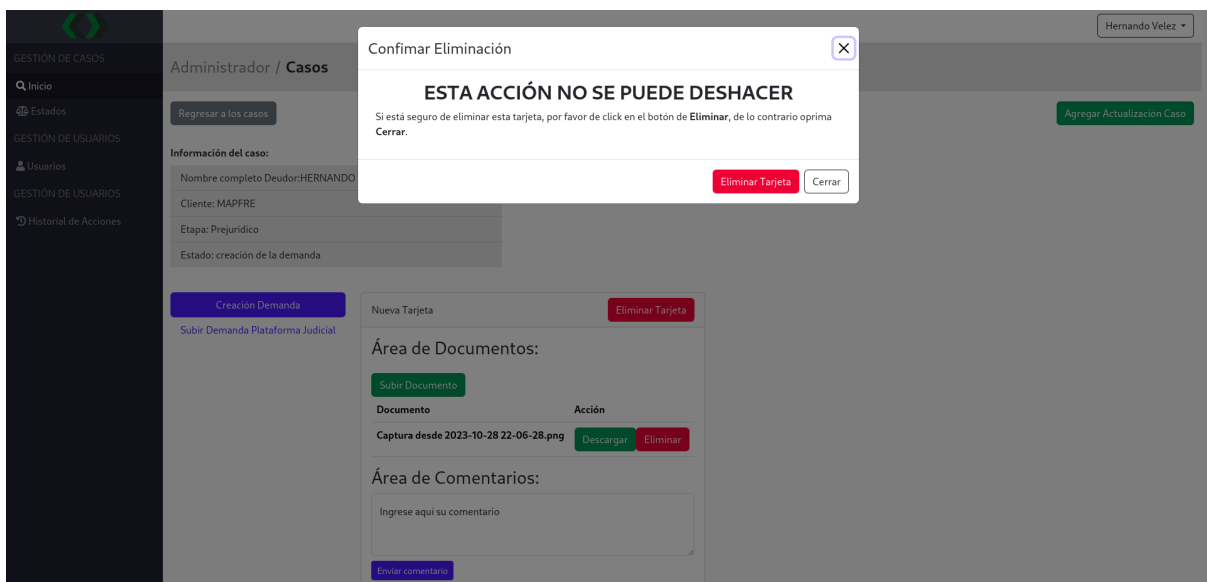 Hernando Velez
Confimar Eliminación
GESTIÓN DE CASOS
Administrador / Casos
Inicio
ESTA ACCIÓN NO SE PUEDE DESHACER
Estados
Regresar a los casos
Si está seguro de eliminar esta tarjeta, por favor de click en el botón de Eliminar, de lo contrario oprima
Cerrar.
Agregar Actualización Caso
GESTIÓN DE USUARIOS
Información del caso:
Usuarios
Nombre completo Deudor:HERNANDO
Eliminar Tarjeta
Cerrar
GESTIÓN DE USUARIOS
Cliente: MAPFRE
Historial de Acciones
Etapa: Prejuridico
Estado: creación de la demanda
Creación Demanda
Nueva Tarjeta
Eliminar Tarjeta
Subir Demanda Plataforma Judicial
Área de Documentos:
Subir Documento
Documento
Acción
Captura desde 2023-10-28 22-06-28.png
Descargar
Eliminar
Área de Comentarios:
Ingrese aquí su comentario
Enviar comentario